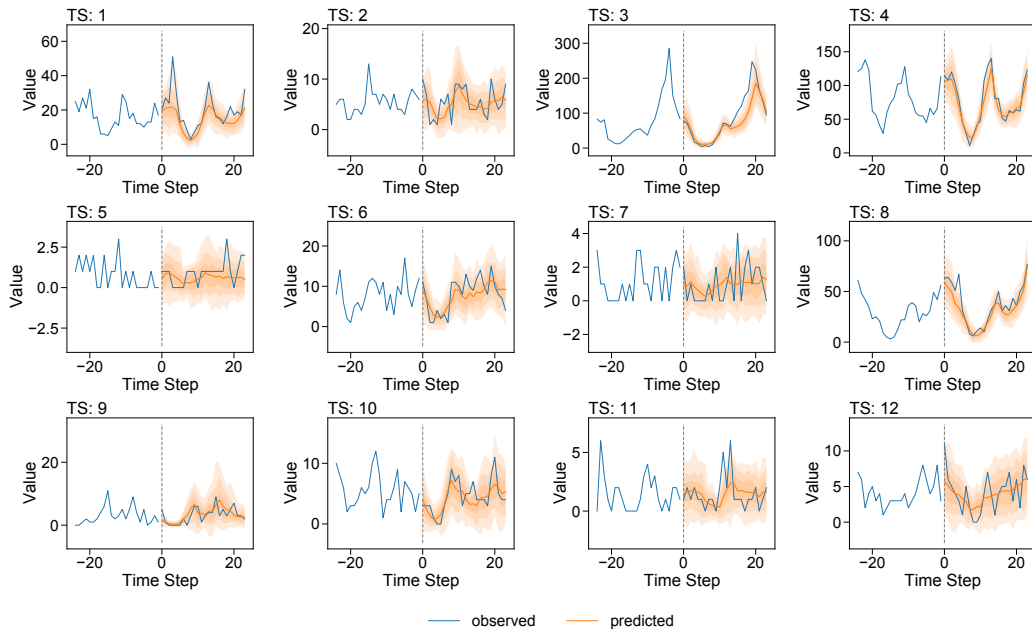 TS: 1 TS: 2 TS: 3 TS: 4
60 40 20 0 Value −20 0 20 Time Step
10 5 0 Value −20 0 20 Time Step
300 200 100 0 Value −20 0 20 Time Step
150 100 50 0 Value −20 0 20 Time Step
TS: 5 TS: 6 TS: 7 TS: 8
2.5 0.0 −2.5 Value −20 0 20 Time Step
20 10 0 Value −20 0 20 Time Step
4 2 0 −2 Value −20 0 20 Time Step
100 50 0 Value −20 0 20 Time Step
TS: 9 TS: 10 TS: 11 TS: 12
20 0 Value −20 0 20 Time Step
10 0 Value −20 0 20 Time Step
5 0 Value −20 0 20 Time Step
10 5 0 Value −20 0 20 Time Step
observed predicted